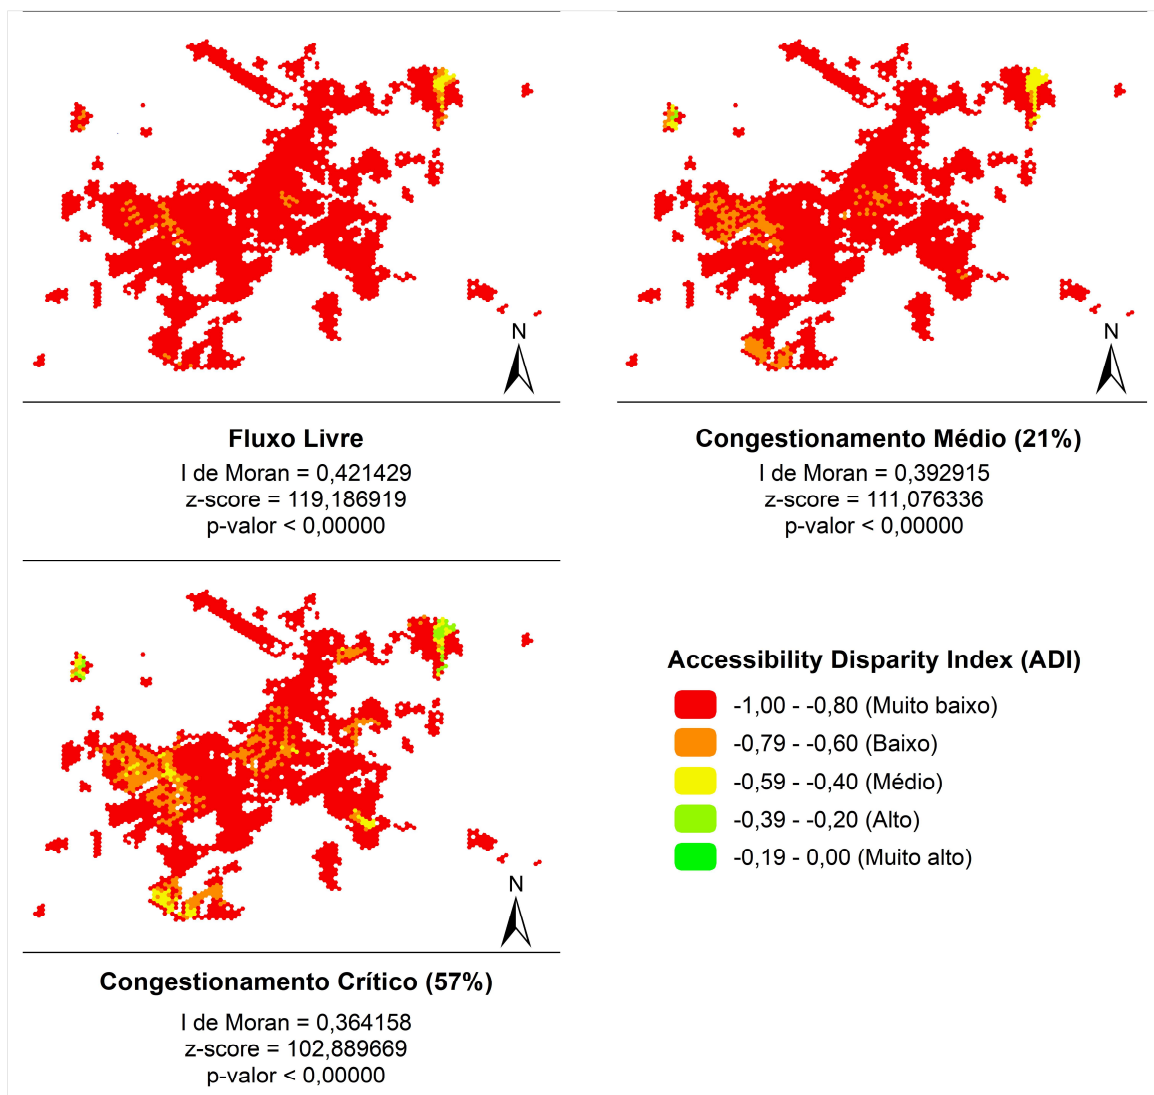 N
N
Fluxo Livre
I de Moran = 0,421429
z-score = 119,186919
p-valor < 0,00000
Congestionamento Médio (21%)
I de Moran = 0,392915
z-score = 111,076336
p-valor < 0,00000
N
Congestionamento Crítico (57%)
I de Moran = 0,364158
z-score = 102,889669
p-valor < 0,00000
Accessibility Disparity Index (ADI)
-1,00 - -0,80 (Muito baixo)
-0,79 - -0,60 (Baixo)
-0,59 - -0,40 (Médio)
-0,39 - -0,20 (Alto)
-0,19 - 0,00 (Muito alto)